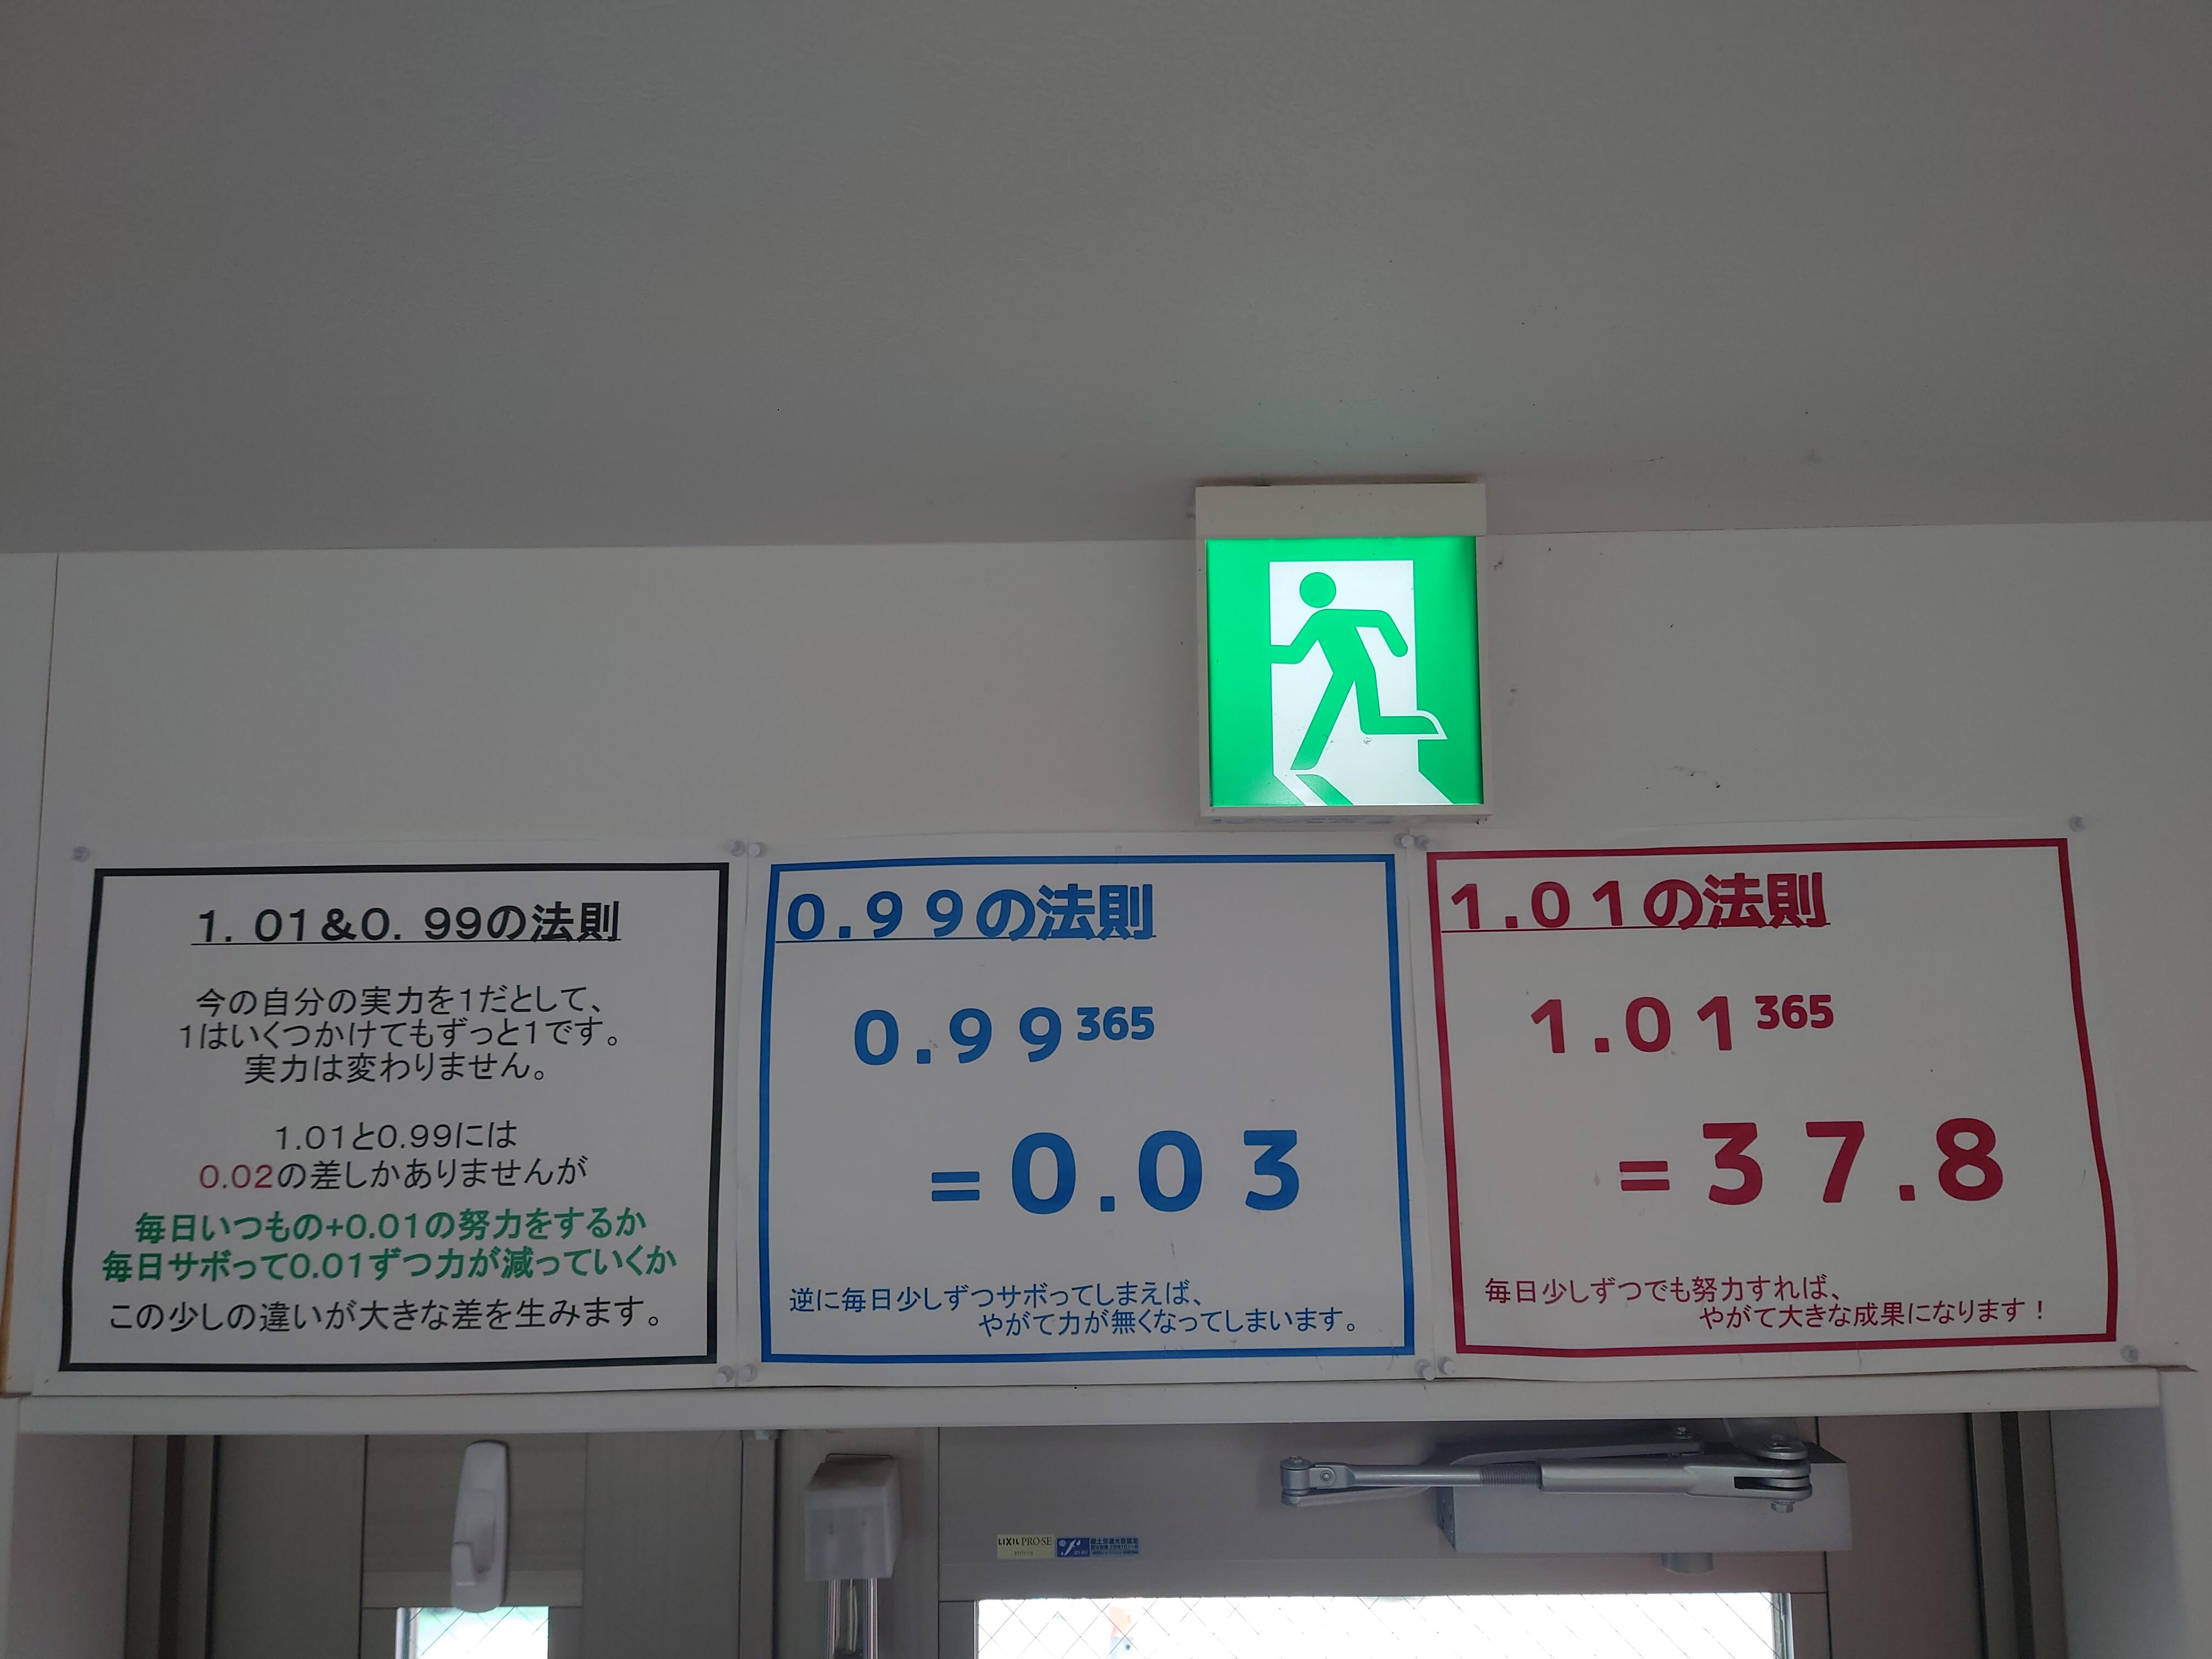 1.01&0.99の法則
今の自分の実力を1だとして、
1はいくつかけてもずっと1です。
実力は変わりません。
1.01と0.99には
0.02の差しかありませんが
毎日いつもの+0.01の努力をするか
毎日サボって0.01ずつ力が減っていくか
この少しの違いが大きな差を生みます。
0.99の法則
0.99³⁶⁵
=0.03
逆に毎日少しずつサボってしまえば、
やがて力が無くなってしまいます。
1.01の法則
1.01³⁶⁵
=37.8
毎日少しずつでも努力すれば、
やがて大きな成果になります！
LIXIL PRO-SE